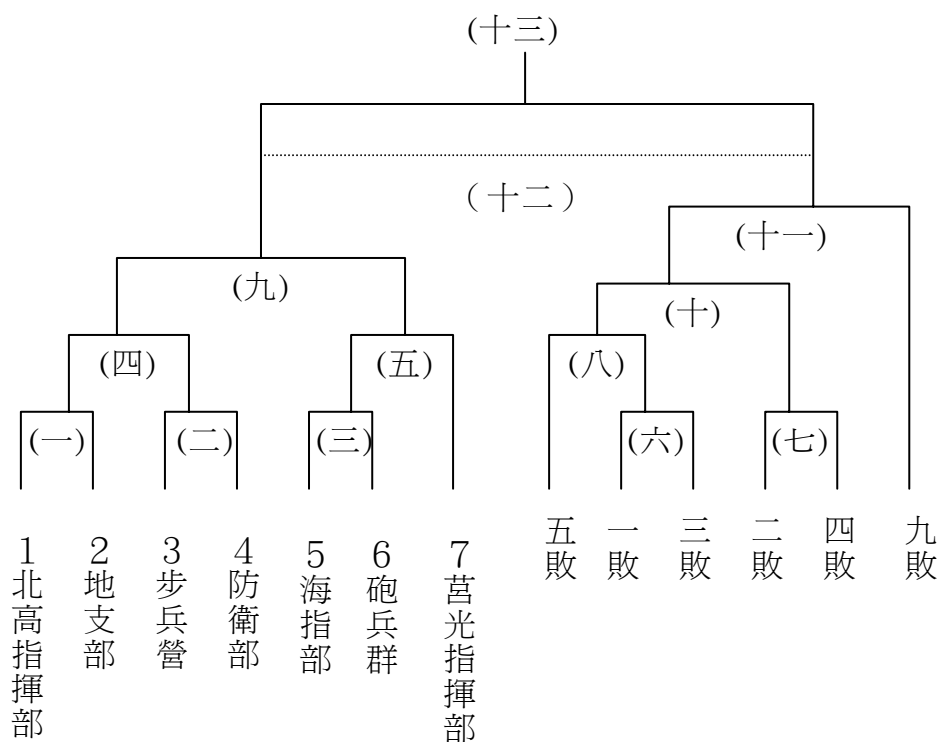 (十三)
(十二)
(十一)
(九)
(十)
(四)
(五)
(八)
(一)
(二)
(三)
(六)
(七)
1北高指揮部
2地支部
3步兵營
4防衛部
5海指部
6砲兵群
7莒光指揮部
五敗
一敗
三敗
二敗
四敗
九敗